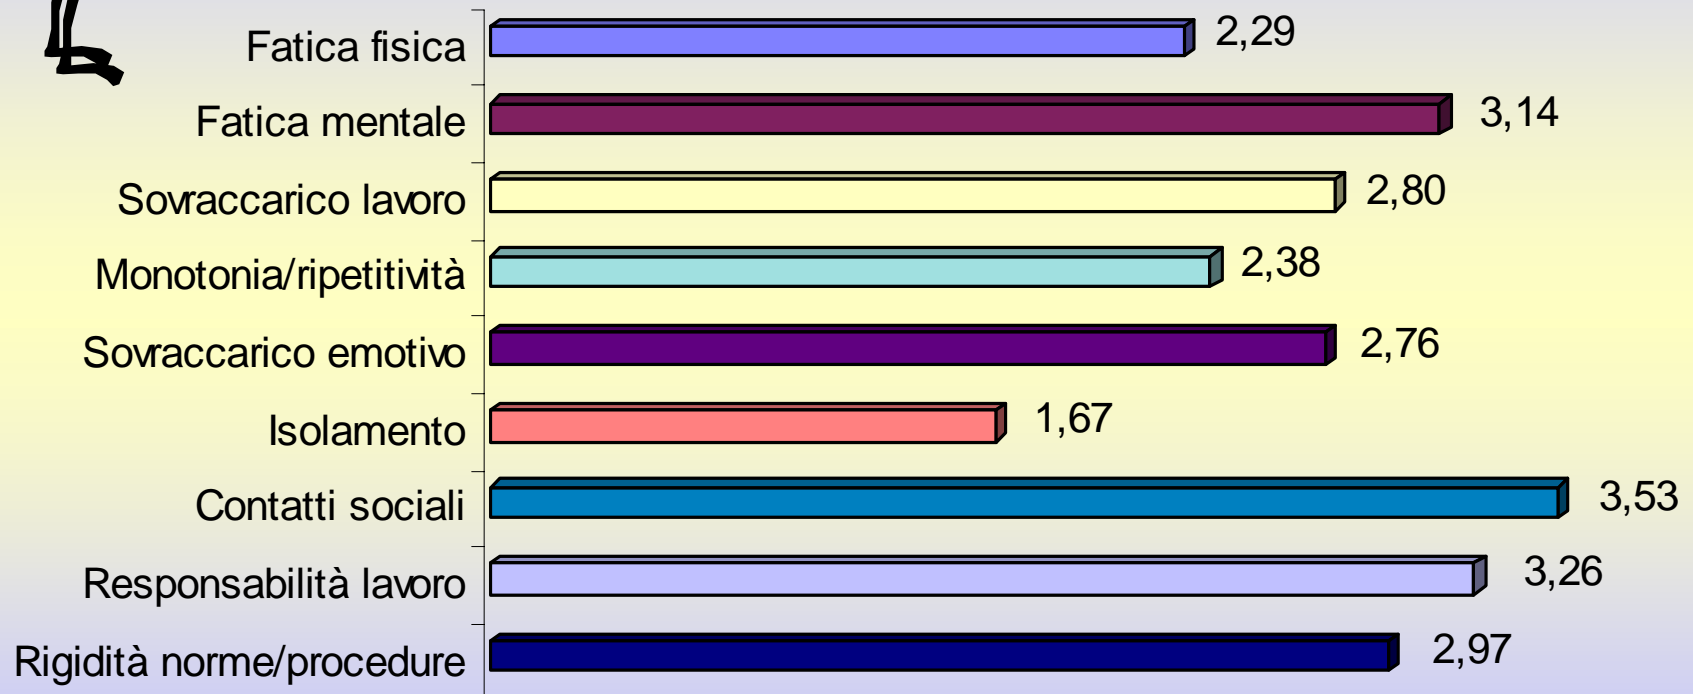 Fatica fisica 2,29
Fatica mentale 3,14
Sovraccarico lavoro 2,80
Monotonia/ripetitività 2,38
Sovraccarico emotivo 2,76
Isolamento 1,67
Contatti sociali 3,53
Responsabilità lavoro 3,26
Rigidità norme/procedure 2,97